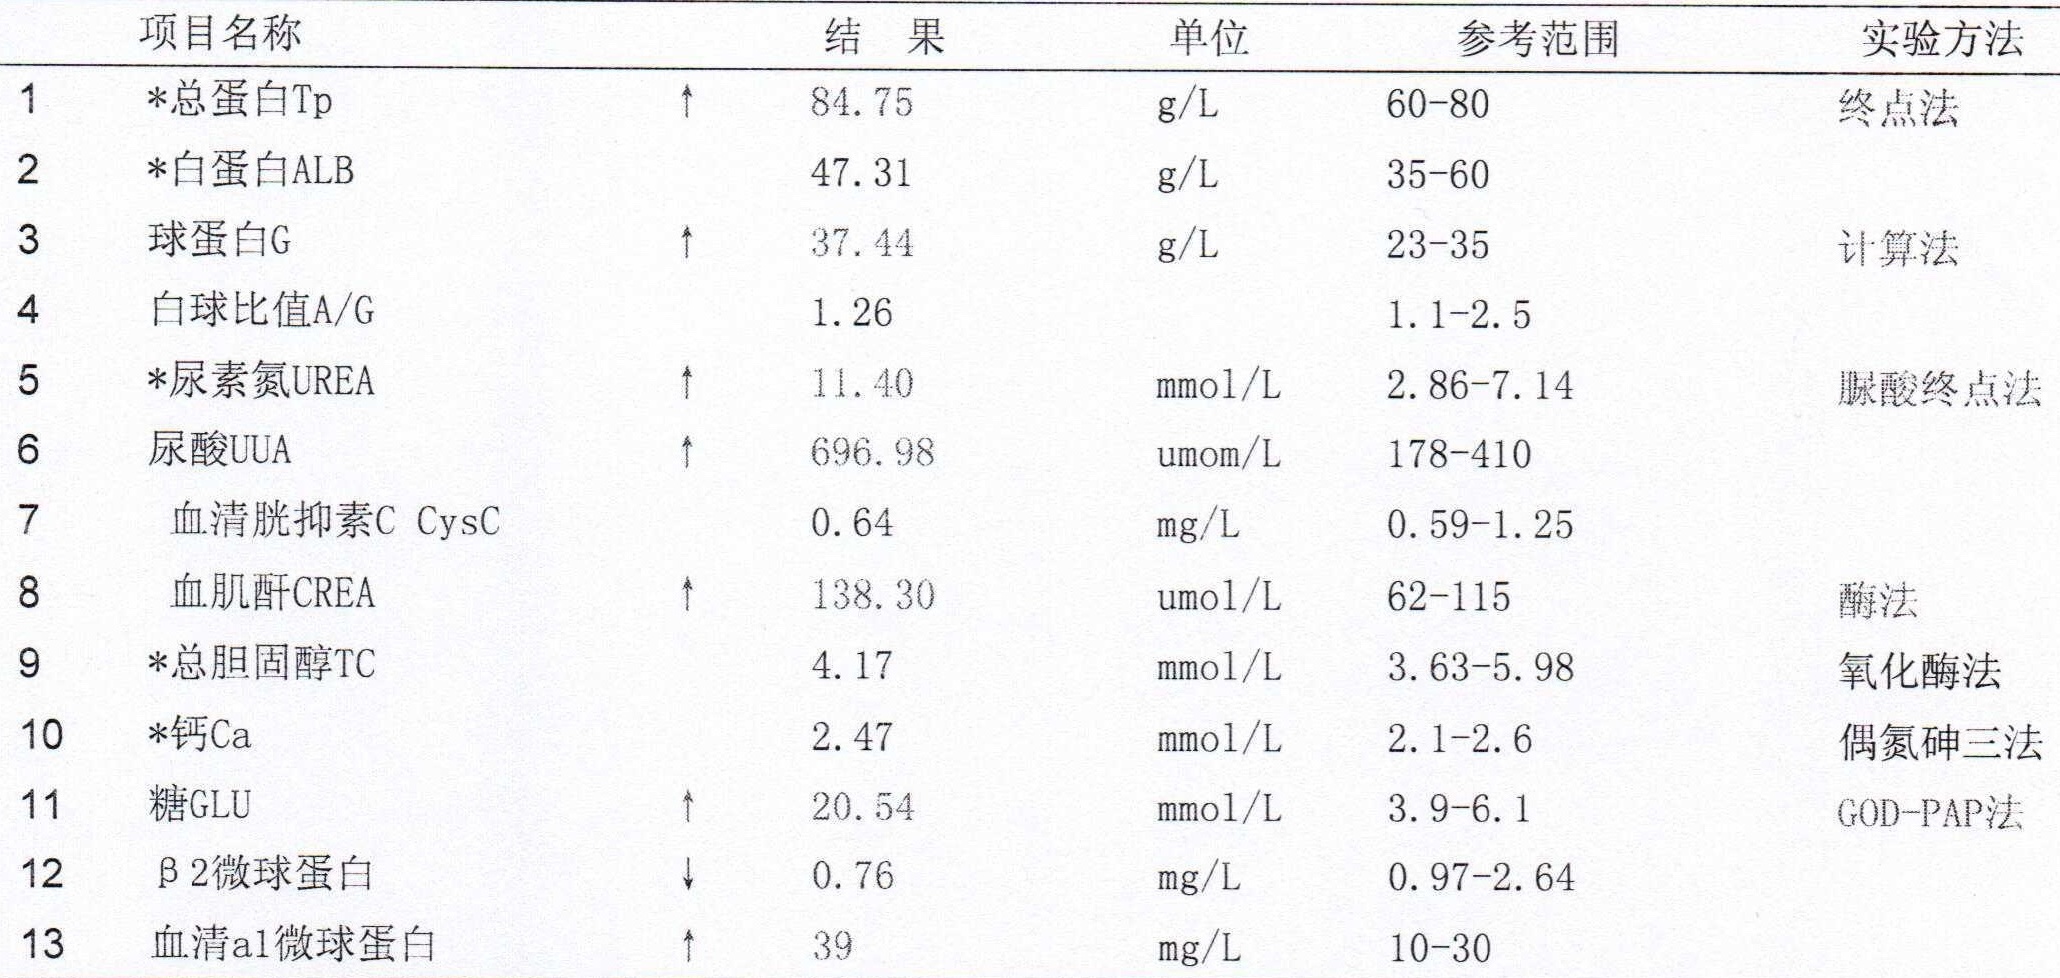 项目名称 结 果 单位 参考范围 实验方法
1 *总蛋白Tp ↑ 84.75 g/L 60-80 终点法
2 *白蛋白ALB 47.31 g/L 35-60
3 球蛋白G ↑ 37.44 g/L 23-35 计算法
4 白球比值A/G 1.26 1.1-2.5
5 *尿素氮UREA ↑ 11.40 mmol/L 2.86-7.14 脲酸终点法
6 尿酸UUA ↑ 696.98 umom/L 178-410
7 血清胱抑素C CysC 0.64 mg/L 0.59-1.25
8 血肌酐CREA ↑ 138.30 umol/L 62-115 酶法
9 *总胆固醇TC 4.17 mmol/L 3.63-5.98 氧化酶法
10 *钙Ca 2.47 mmol/L 2.1-2.6 偶氮砷三法
11 糖GLU ↑ 20.54 mmol/L 3.9-6.1 GOD-PAP法
12 β2微球蛋白 ↓ 0.76 mg/L 0.97-2.64
13 血清a1微球蛋白 ↑ 39 mg/L 10-30